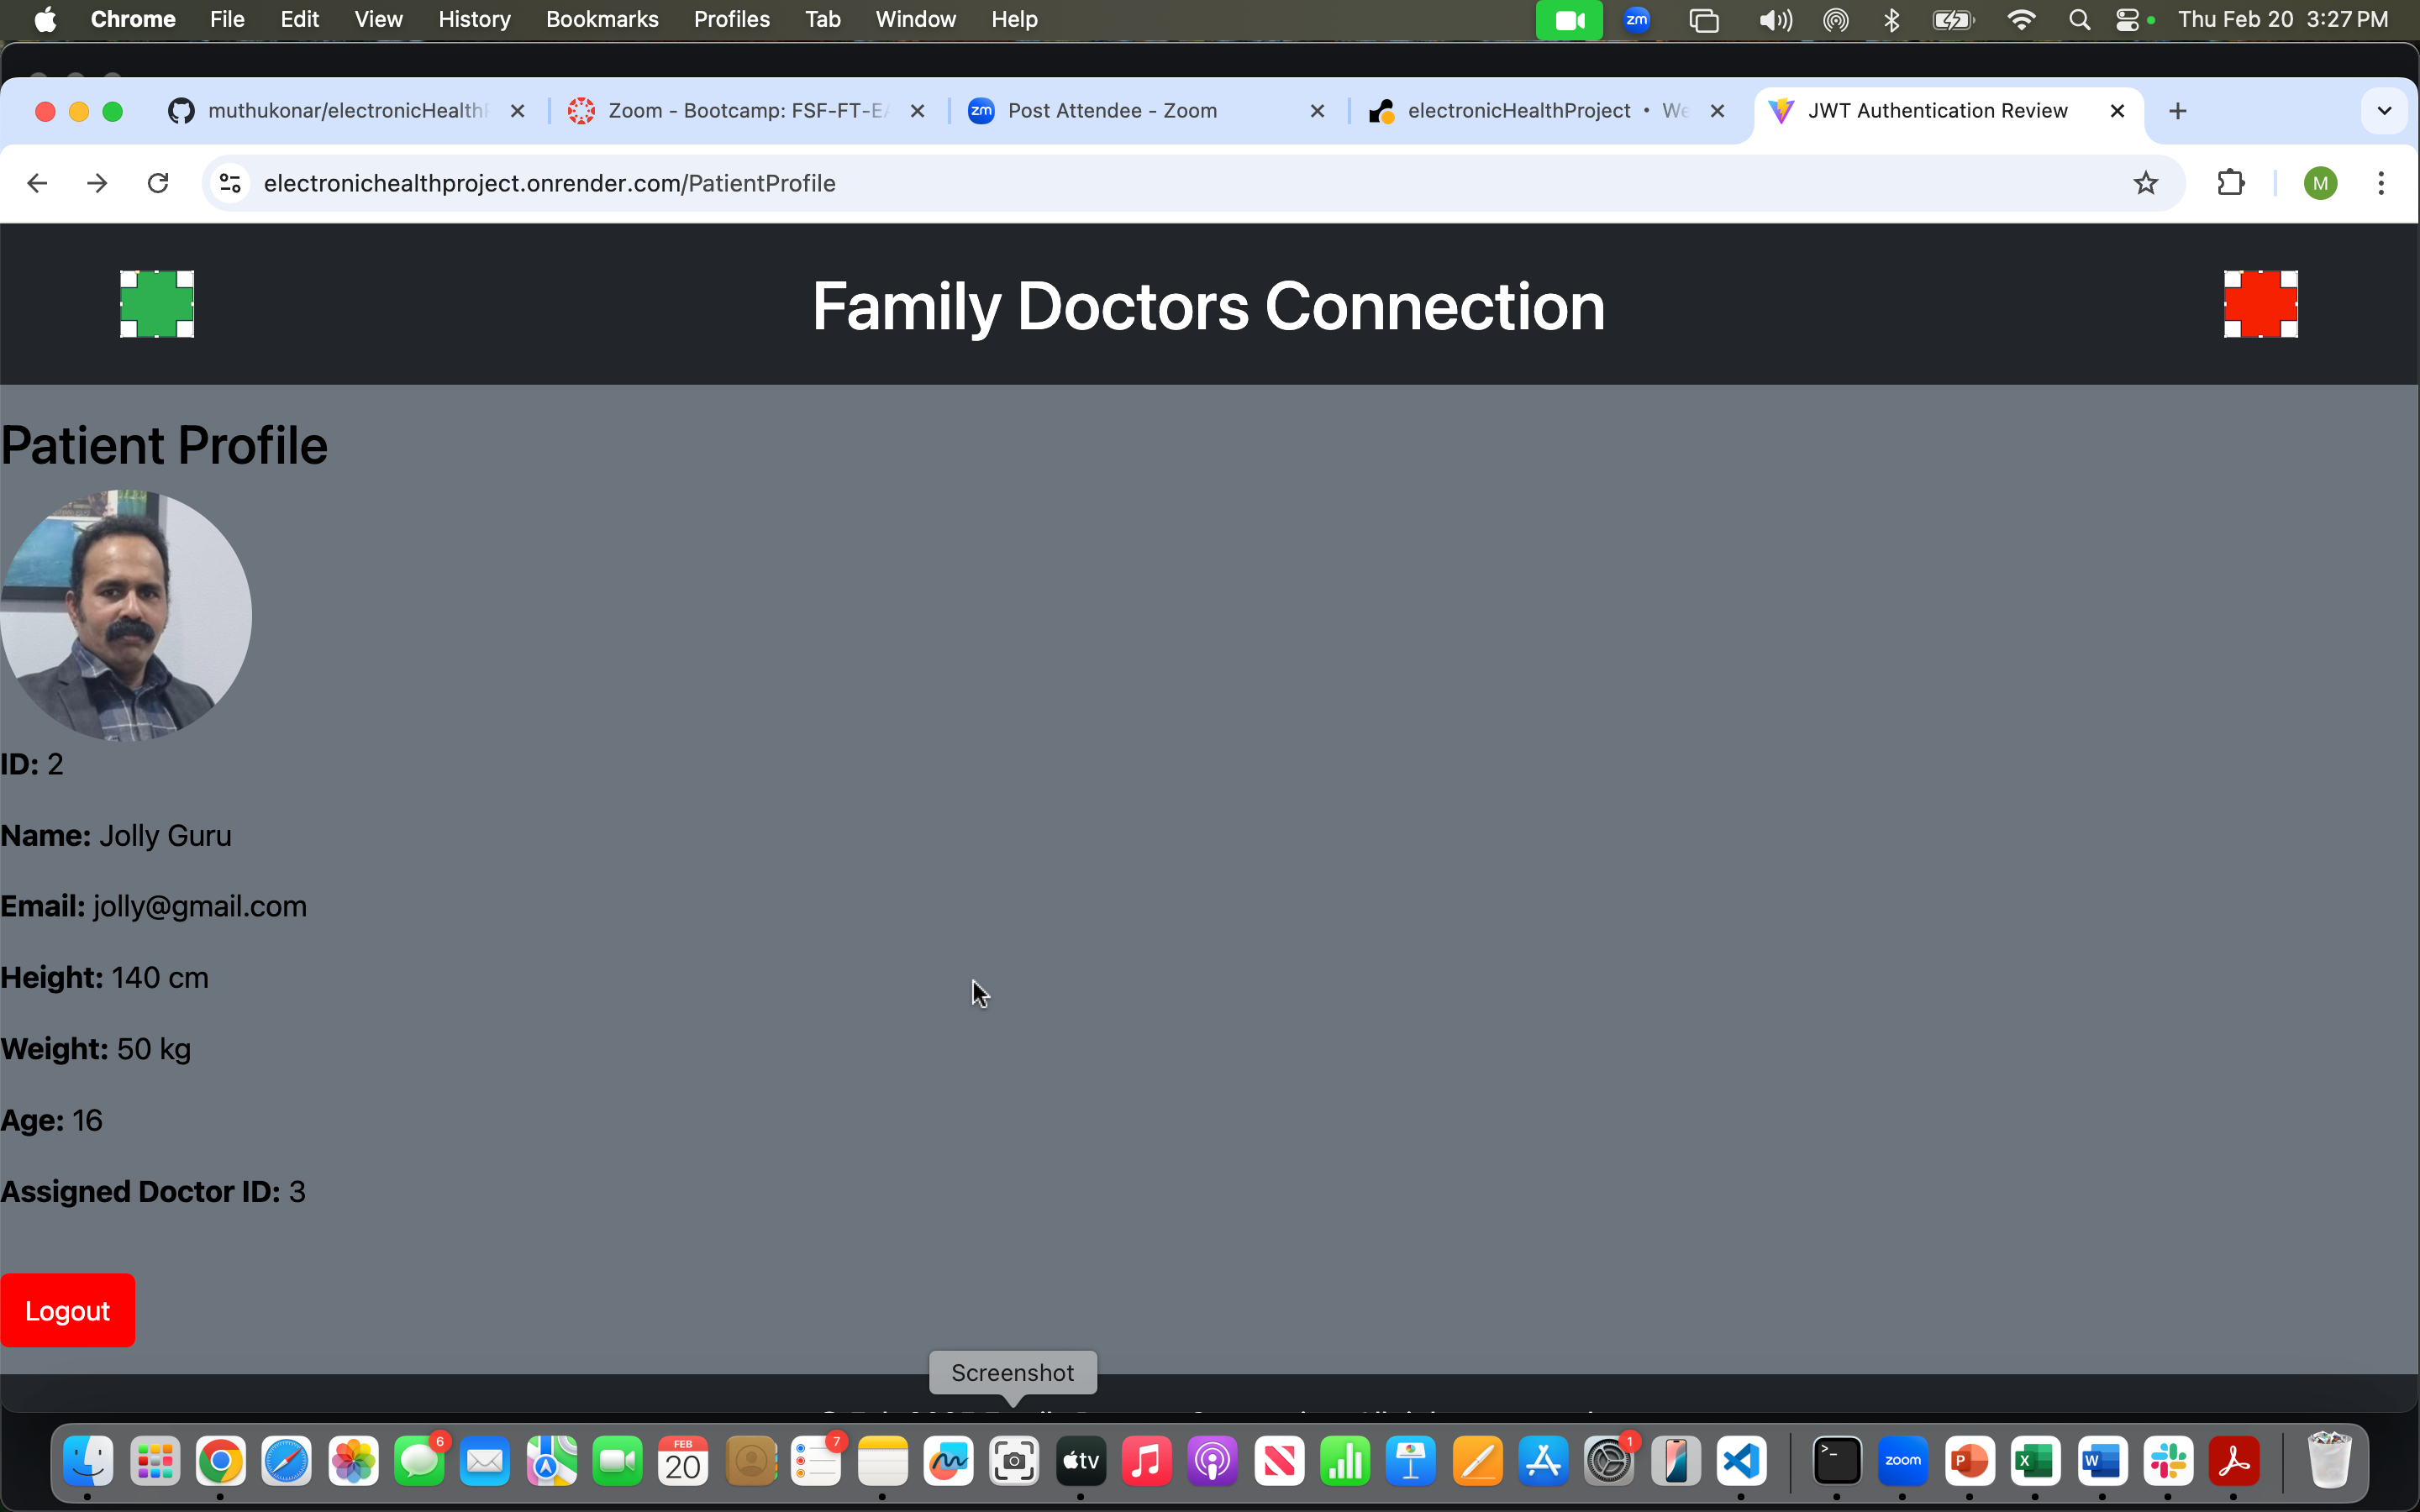 Chrome File Edit View History Bookmarks Profiles Tab Window Help zm Thu Feb 20 3:27 PM
muthukonar/electronicHealth Zoom - Bootcamp: FSF-FT-EA zm Post Attendee - Zoom electronicHealthProject • We JWT Authentication Review
electronichealthproject.onrender.com/PatientProfile M
Family Doctors Connection
Patient Profile
ID: 2
Name: Jolly Guru
Email: jolly@gmail.com
Height: 140 cm
Weight: 50 kg
Age: 16
Assigned Doctor ID: 3
Logout
Screenshot
6 FEB 20 7 tv 1 >_ zoom P X W